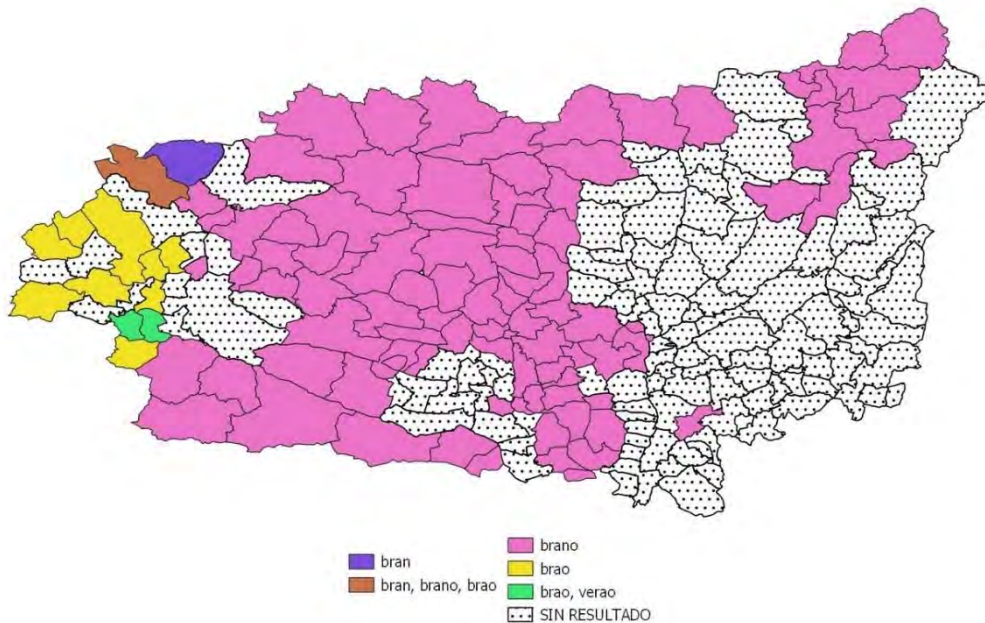 bran
bran, brano, brao
brano
brao
brao, verao
SIN RESULTADO